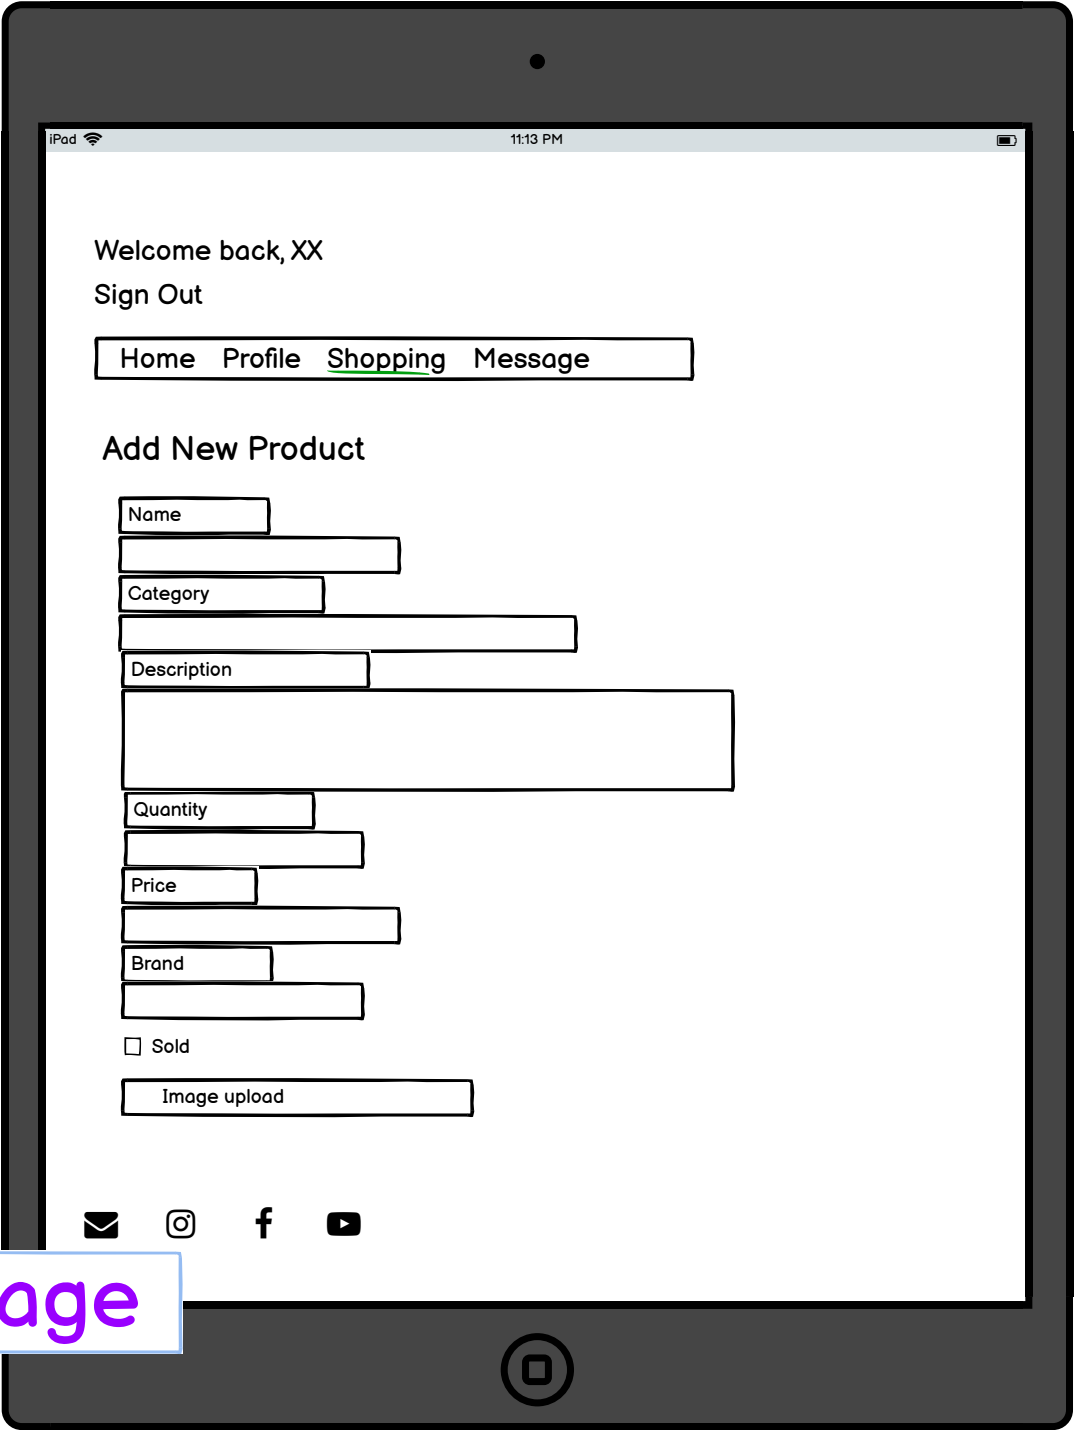 iPad 11:13 PM
Welcome back, XX
Sign Out
Home Profile Shopping Message
Add New Product
Name
Category
Description
Quantity
Price
Brand
Sold
Image upload
age